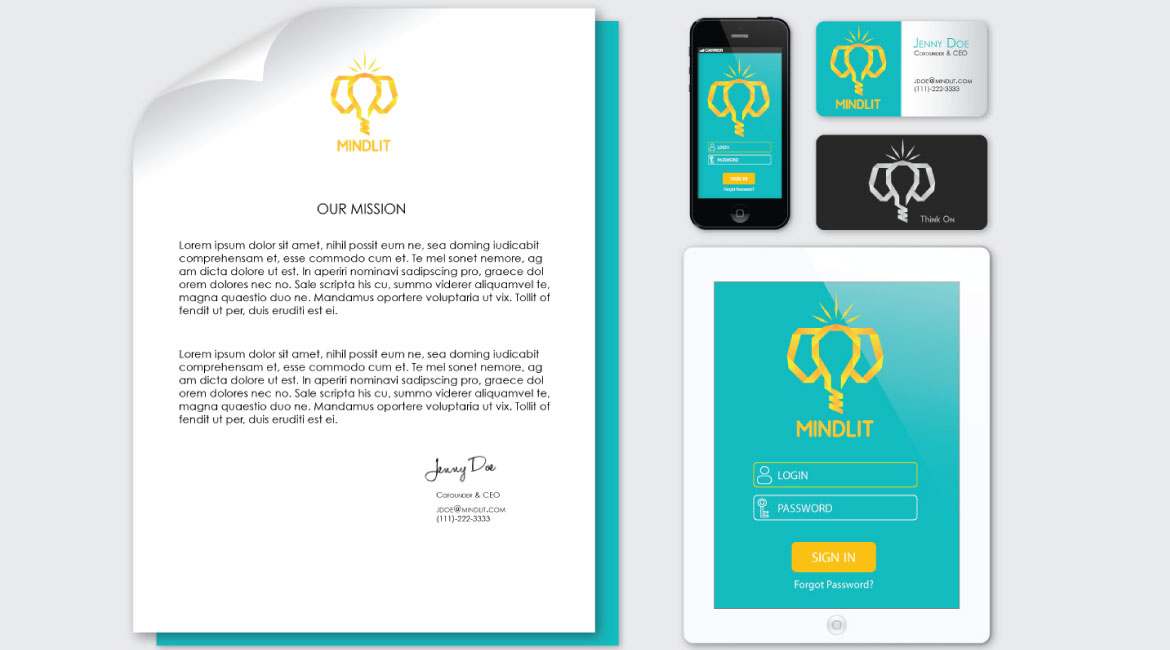 MINDLIT
OUR MISSION
Lorem ipsum dolor sit amet, nihil possit eum ne, sea doming iudicabit
comprehensam et, esse commodo cum et. Te mel sonet nemore, ag
am dicta dolore ut est. In aperiri nominavi sadipscing pro, graece dol
orem dolores nec no. Sale scripta his cu, summo viderer aliquamvel te,
magna quaestio duo ne. Mandamus oportere voluptaria ut vix. Tollit of
fendit ut per, duis eruditi est ei.
Lorem ipsum dolor sit amet, nihil possit eum ne, sea doming iudicabit
comprehensam et, esse commodo cum et. Te mel sonet nemore, ag
am dicta dolore ut est. In aperiri nominavi sadipscing pro, graece dol
orem dolores nec no. Sale scripta his cu, summo viderer aliquamvel te,
magna quaestio duo ne. Mandamus oportere voluptaria ut vix. Tollit of
fendit ut per, duis eruditi est ei.
Jenny Doe
Cofounder & CEO
jdoe@mindlit.com
(111)-222-3333
CARRIER
LOGIN
PASSWORD
SIGN IN
Forgot Password?
MINDLIT
Jenny Doe
Cofounder & CEO
jdoe@mindlit.com
(111)-222-3333
Think On
MINDLIT
LOGIN
PASSWORD
SIGN IN
Forgot Password?